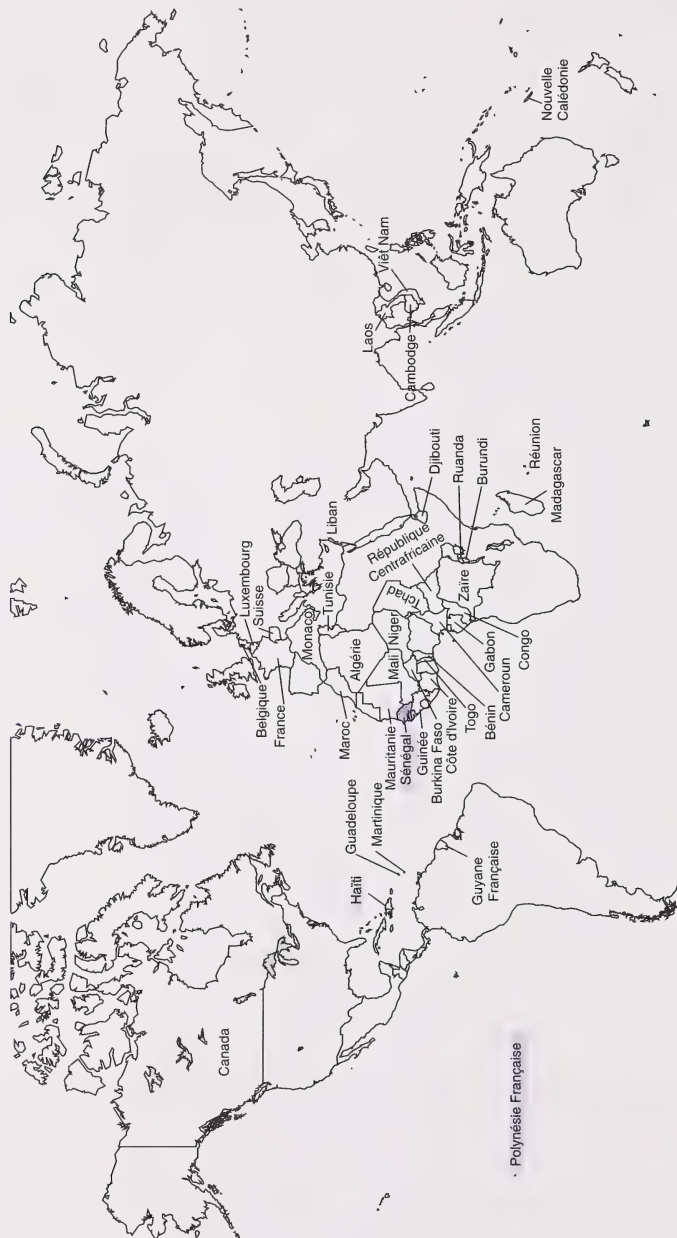 Canada
Haïti
Guadeloupe
Martinique
Guyane
Française
Polynésie Française
Belgique
France
Luxembourg
Suisse
Monaco
Maroc
Algérie
Tunisie
Liban
Mauritanie
Sénégal
Guinée
Burkina Faso
Côte d'Ivoire
Togo
Bénin
Cameroun
Gabon
Congo
Mali
Niger
Tchad
République
Centrafricaine
Zaïre
Djibouti
Ruanda
Burundi
Réunion
Madagascar
Laos
Cambodge
Viêt Nam
Nouvelle
Calédonie